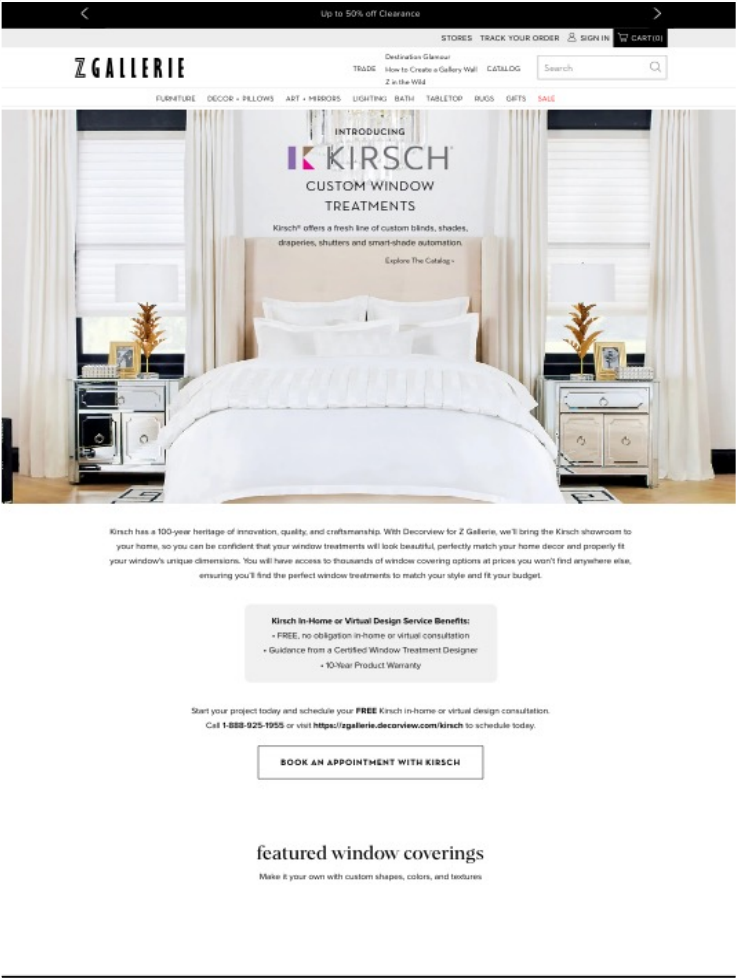 Up to 50% off Clearance
STORES TRACK YOUR ORDER SIGN IN CART(0)
Z GALLERIE
TRADE
Destination Glamour
How to Create a Gallery Wall
Z in the Wild
CATALOG
Search
FURNITURE DECOR + PILLOWS ART + MIRRORS LIGHTING BATH TABLETOP RUGS GIFTS SALE
INTRODUCING
KIRSCH®
CUSTOM WINDOW
TREATMENTS
Kirsch® offers a fresh line of custom blinds, shades,
draperies, shutters and smart-shade automation.
Explore The Catalog ›
Kirsch has a 100-year heritage of innovation, quality, and craftsmanship. With Decorview for Z Gallerie, we'll bring the Kirsch showroom to
your home, so you can be confident that your window treatments will look beautiful, perfectly match your home decor and properly fit
your window's unique dimensions. You will have access to thousands of window covering options at prices you won't find anywhere else,
ensuring you'll find the perfect window treatments to match your style and fit your budget.
Kirsch In-Home or Virtual Design Service Benefits:
• FREE, no obligation in-home or virtual consultation
• Guidance from a Certified Window Treatment Designer
• 10-Year Product Warranty
Start your project today and schedule your FREE Kirsch in-home or virtual design consultation.
Call 1-888-925-1955 or visit https://zgallerie.decorview.com/kirsch to schedule today.
BOOK AN APPOINTMENT WITH KIRSCH
featured window coverings
Make it your own with custom shapes, colors, and textures